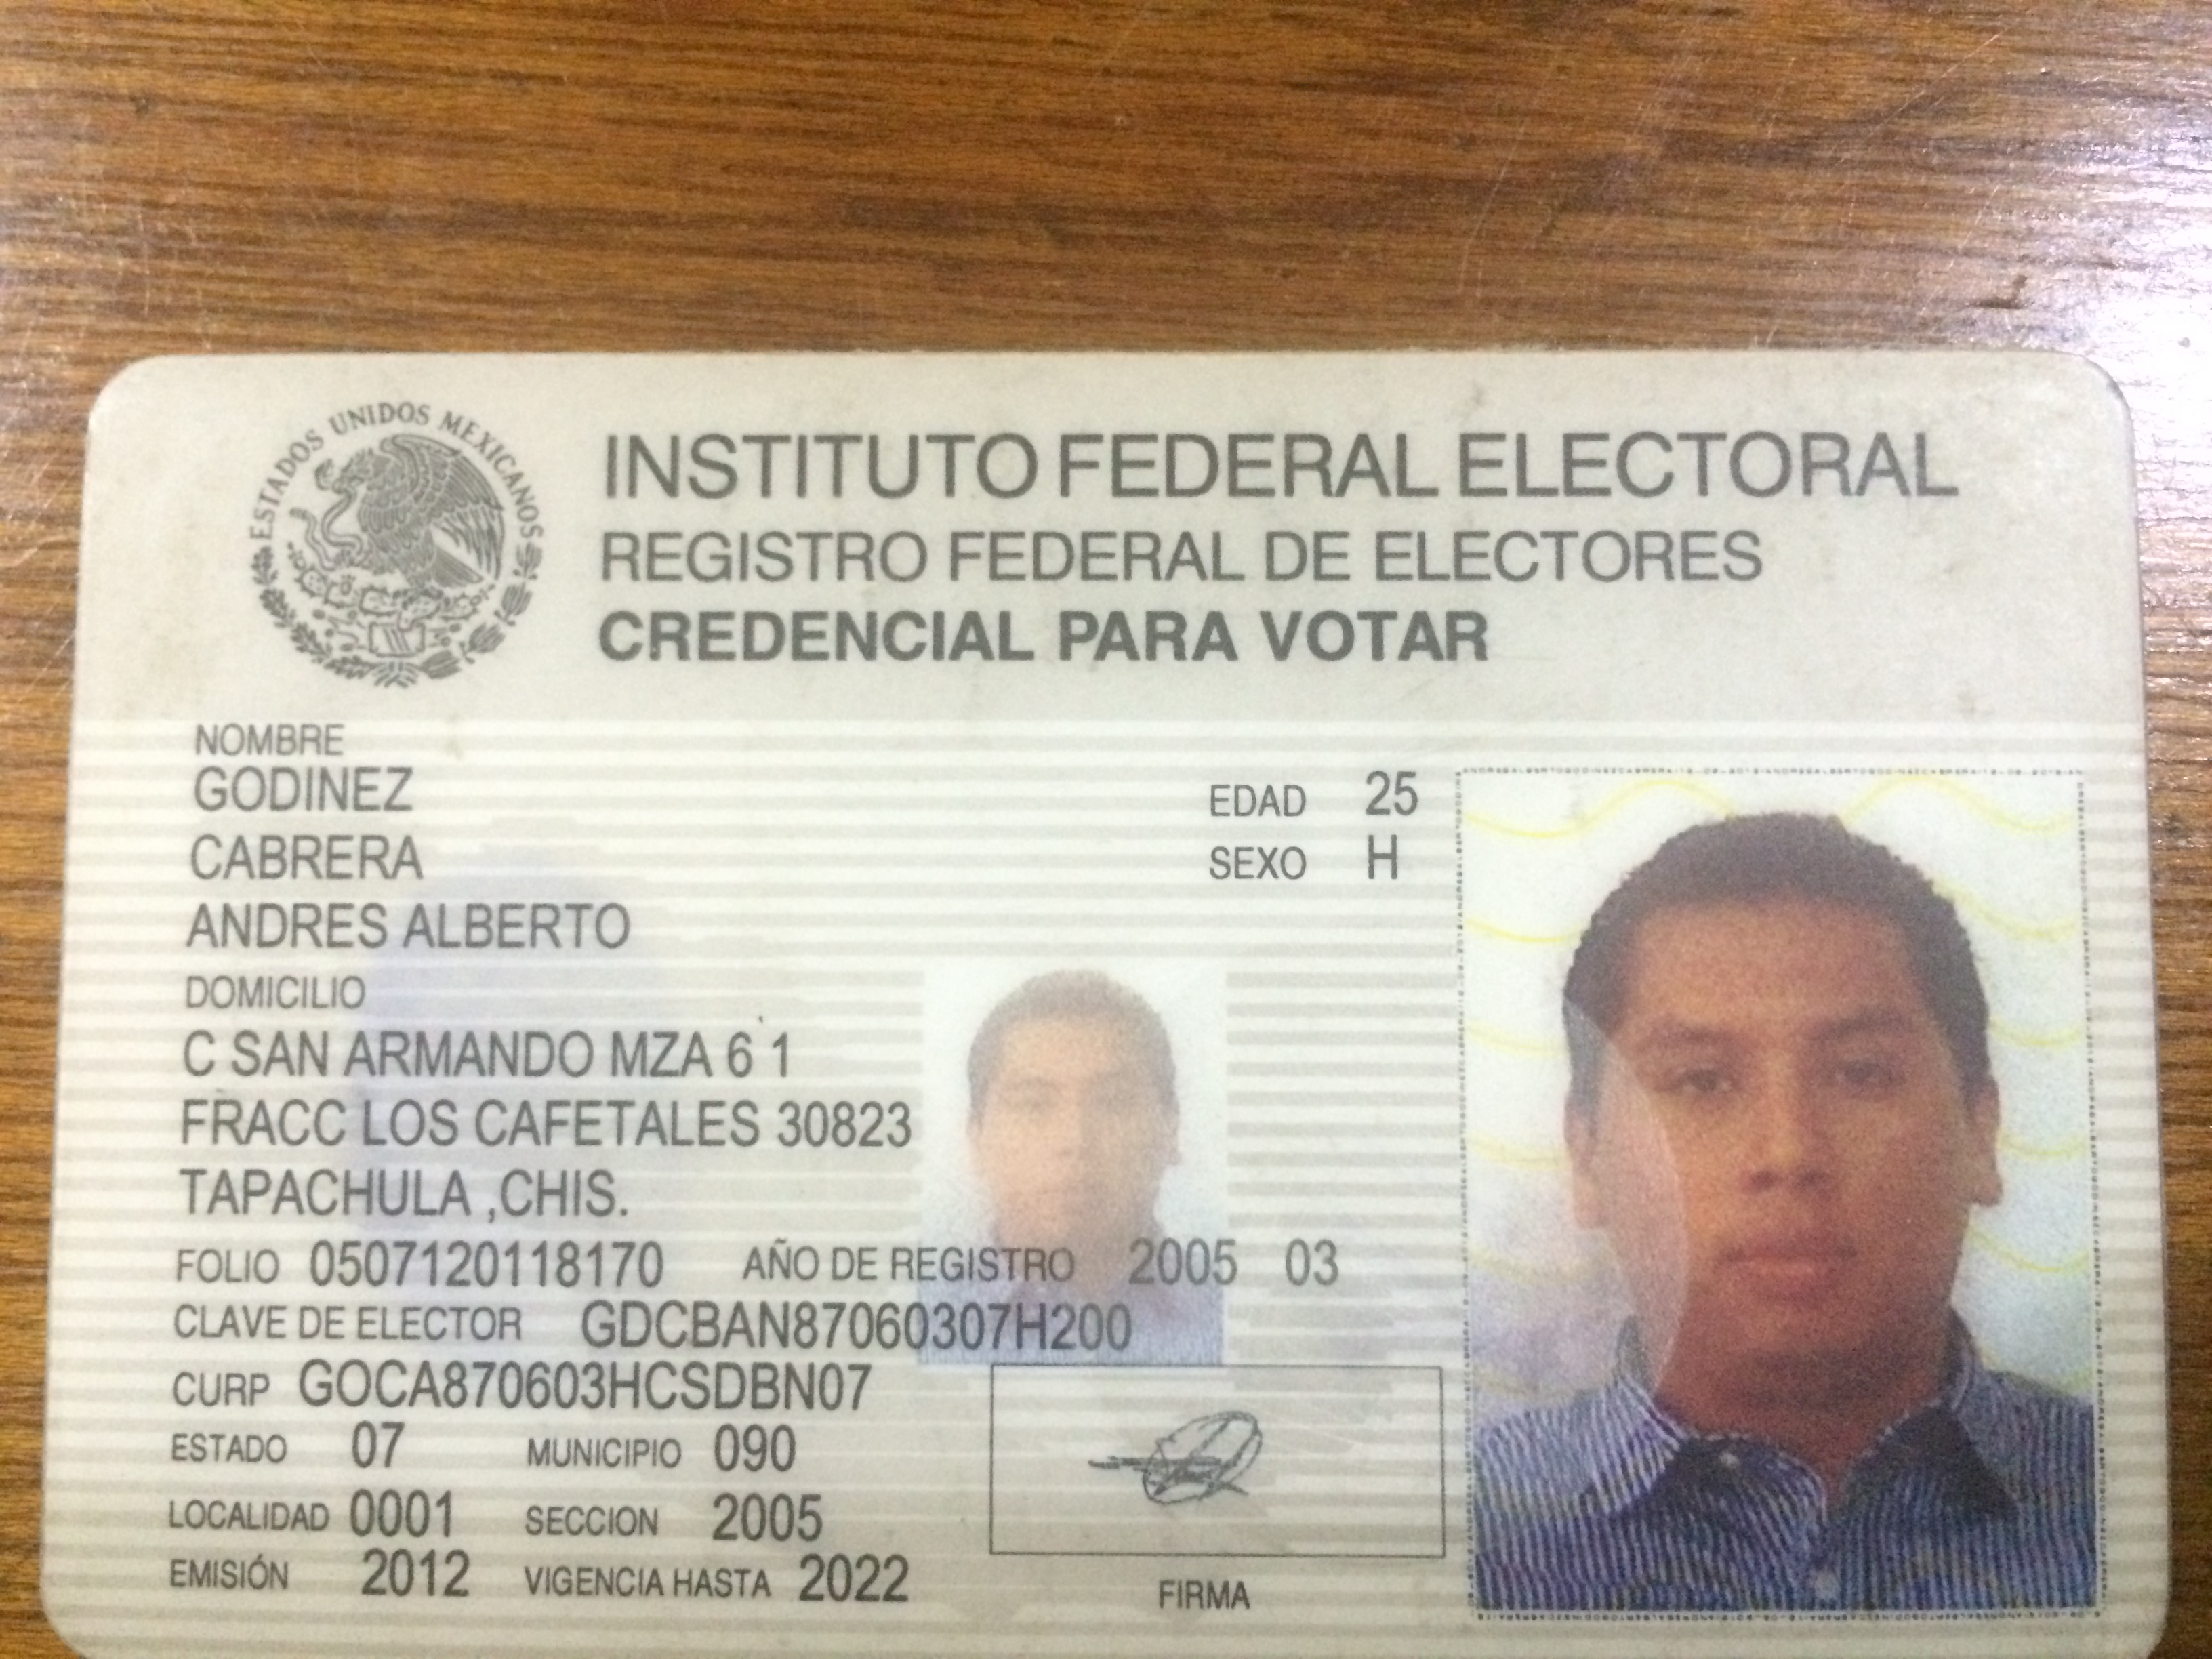 ESTADOS UNIDOS MEXICANOS
INSTITUTO FEDERAL ELECTORAL
REGISTRO FEDERAL DE ELECTORES
CREDENCIAL PARA VOTAR
NOMBRE
GODINEZ
CABRERA
ANDRES ALBERTO
EDAD 25
SEXO H
DOMICILIO
C SAN ARMANDO MZA 6 1
FRACC LOS CAFETALES 30823
TAPACHULA ,CHIS.
FOLIO 0507120118170 AÑO DE REGISTRO 2005 03
CLAVE DE ELECTOR GDCBAN87060307H200
CURP GOCA870603HCSDBN07
ESTADO 07 MUNICIPIO 090
LOCALIDAD 0001 SECCION 2005
EMISIÓN 2012 VIGENCIA HASTA 2022
FIRMA